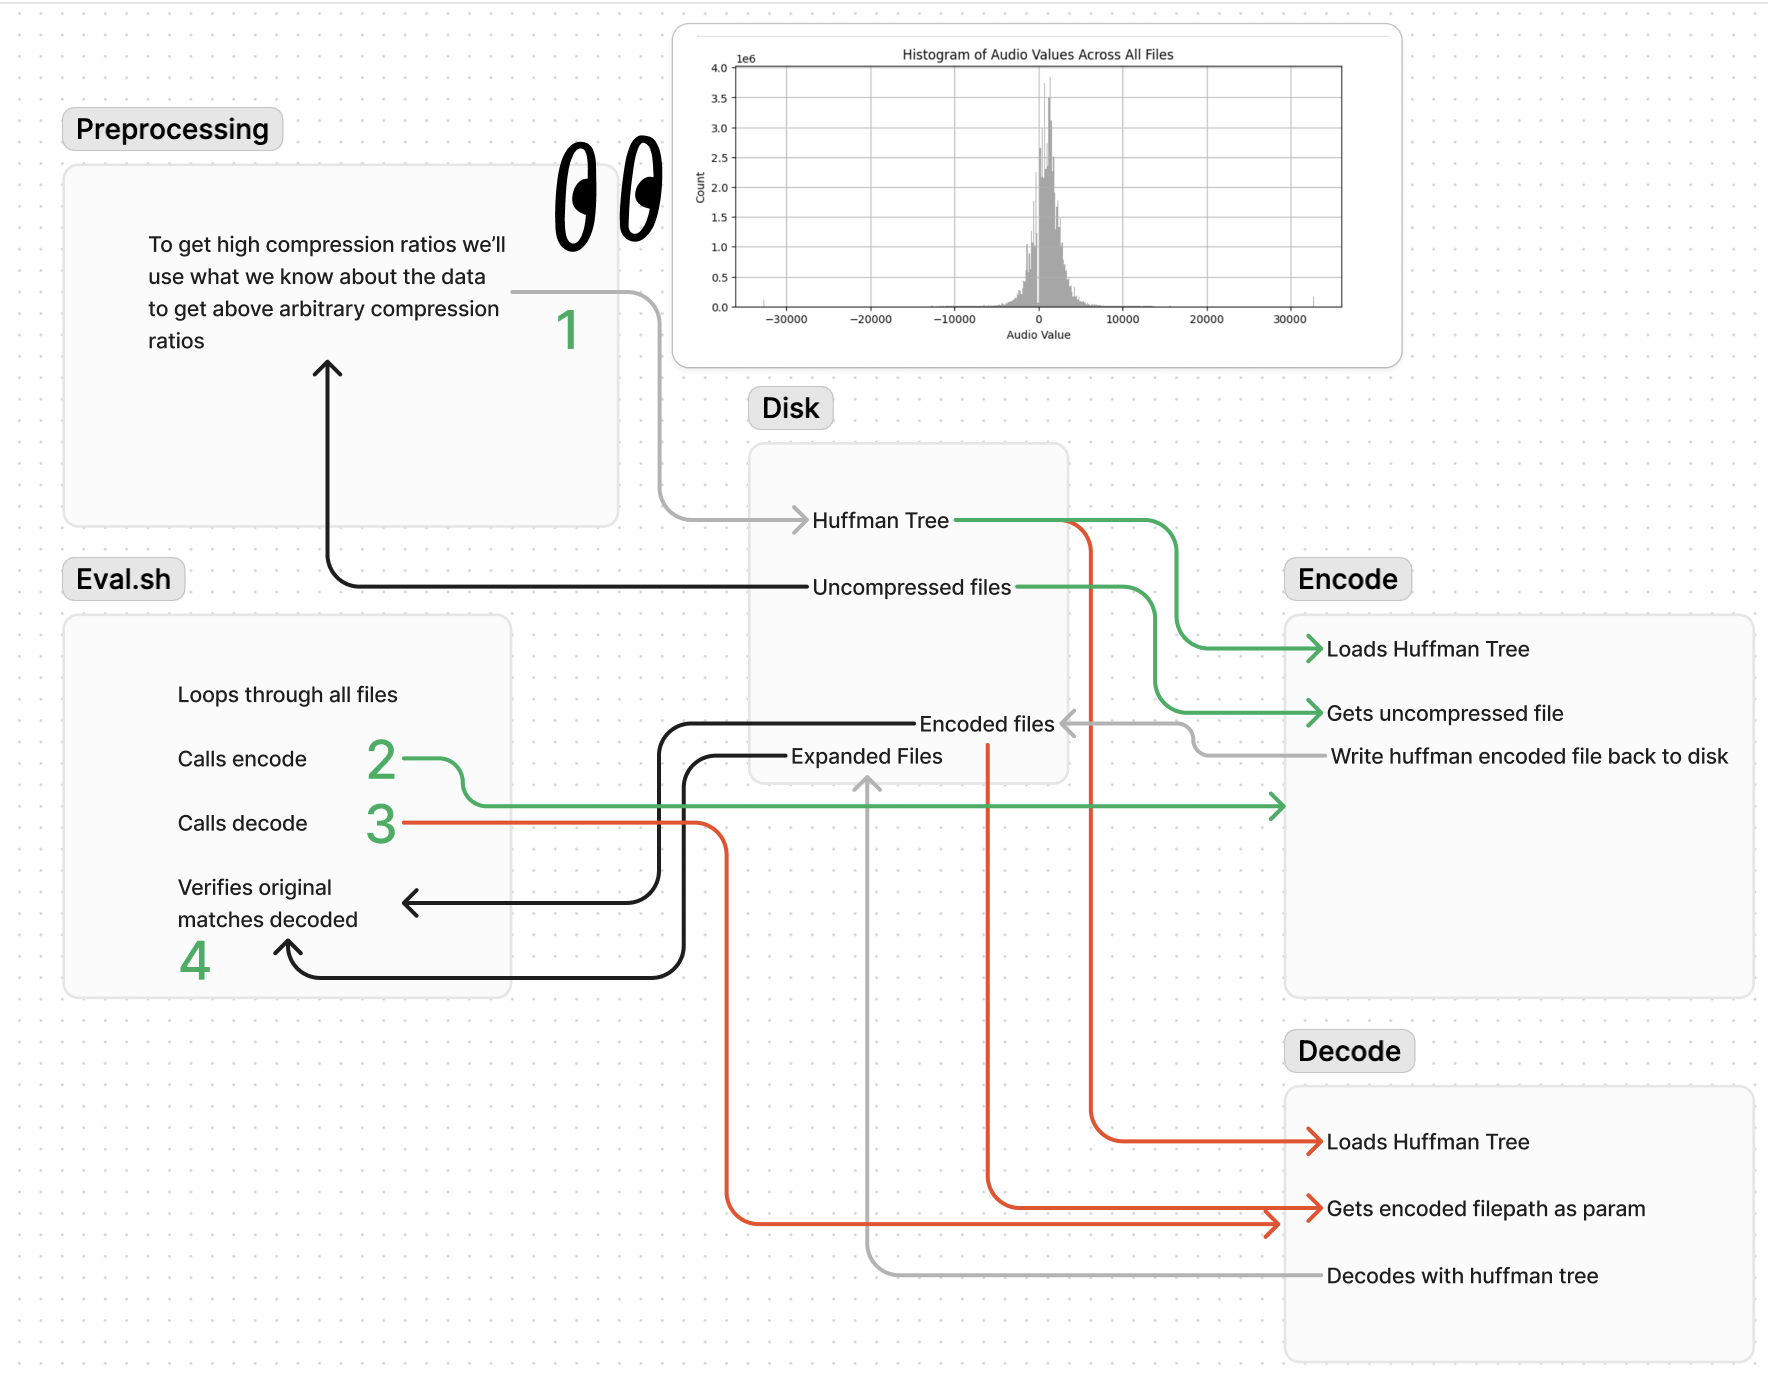 Histogram of Audio Values Across All Files
1e6
4.0
3.5
3.0
2.5
2.0
1.5
1.0
0.5
0.0
Count
−30000 −20000 −10000 0 10000 20000 30000
Audio Value
Preprocessing
To get high compression ratios we’ll
use what we know about the data
to get above arbitrary compression
ratios
1
Disk
Huffman Tree
Uncompressed files
Encoded files
Expanded Files
Eval.sh
Loops through all files
Calls encode 2
Calls decode 3
Verifies original
matches decoded
4
Encode
Loads Huffman Tree
Gets uncompressed file
Write huffman encoded file back to disk
Decode
Loads Huffman Tree
Gets encoded filepath as param
Decodes with huffman tree